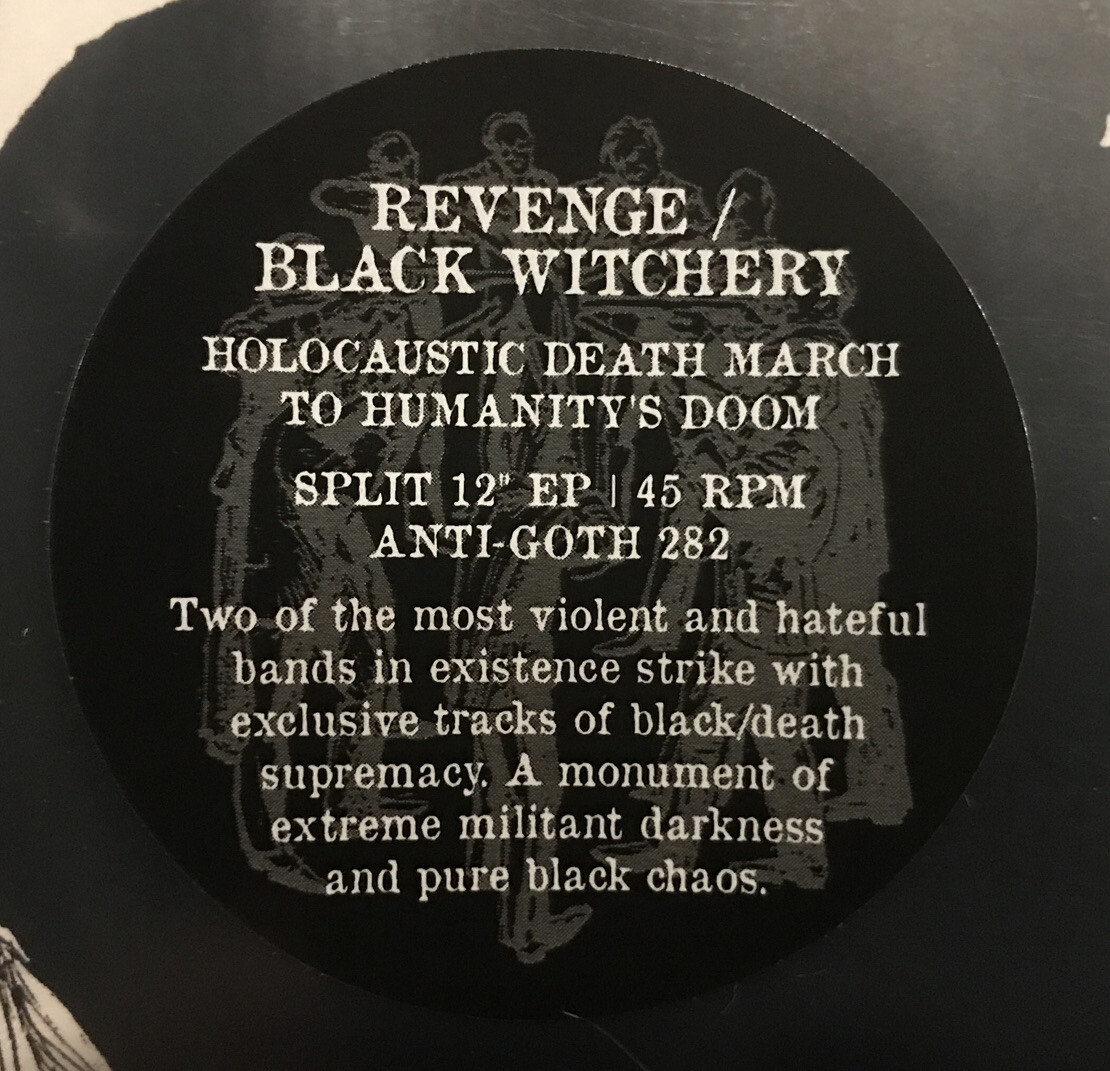 REVENGE /
BLACK WITCHERY
HOLOCAUSTIC DEATH MARCH
TO HUMANITY'S DOOM
SPLIT 12" EP | 45 RPM
ANTI-GOTH 282
Two of the most violent and hateful
bands in existence strike with
exclusive tracks of black/death
supremacy. A monument of
extreme militant darkness
and pure black chaos.